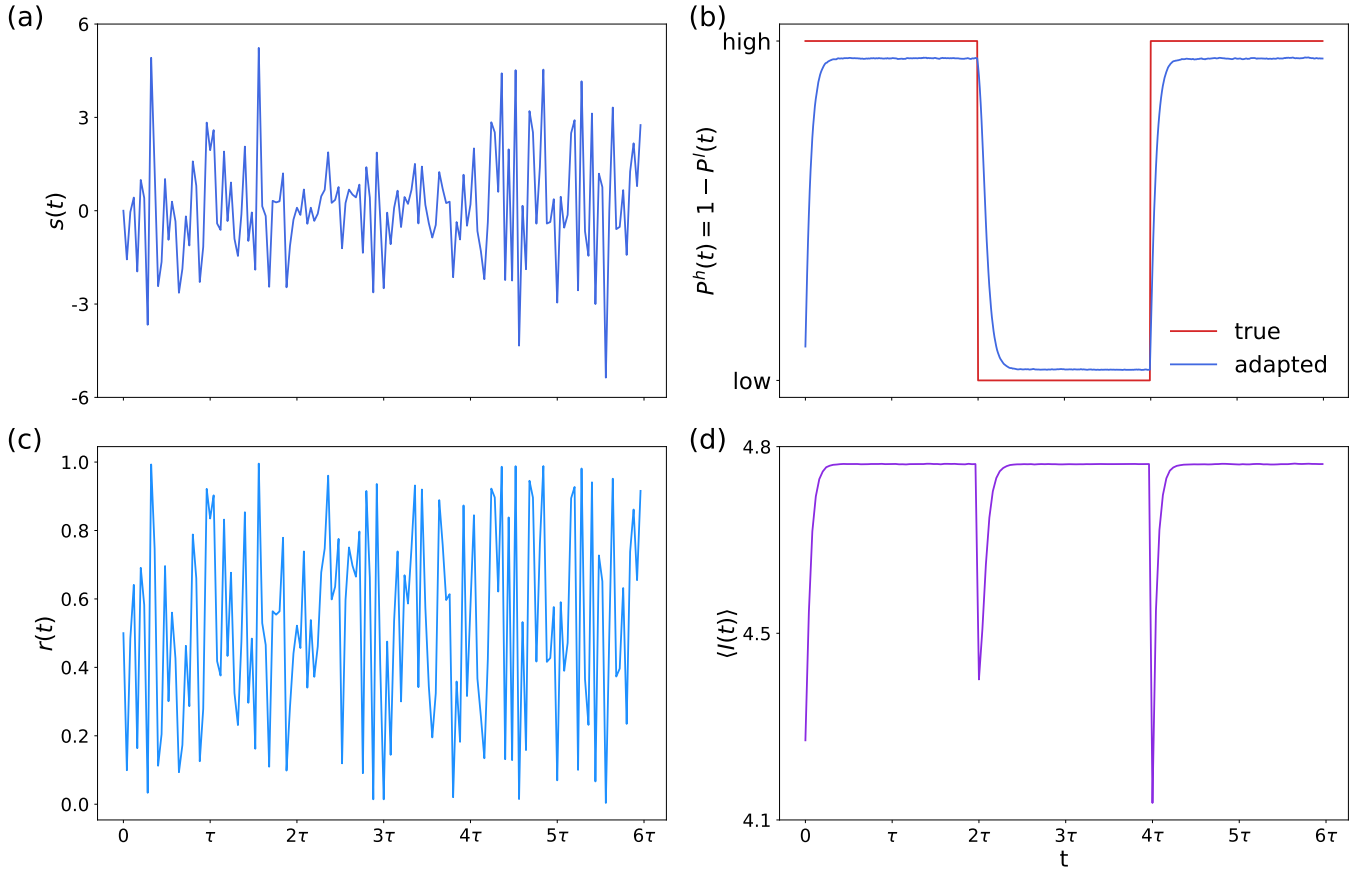 (a)
6
3
0
-3
-6
s(t)
(b)
high
low
P^h(t) = 1 − P^l(t)
true
adapted
(c)
1.0
0.8
0.6
0.4
0.2
0.0
r(t)
0 τ 2τ 3τ 4τ 5τ 6τ
(d)
4.8
4.5
4.1
⟨I(t)⟩
0 τ 2τ 3τ 4τ 5τ 6τ
t